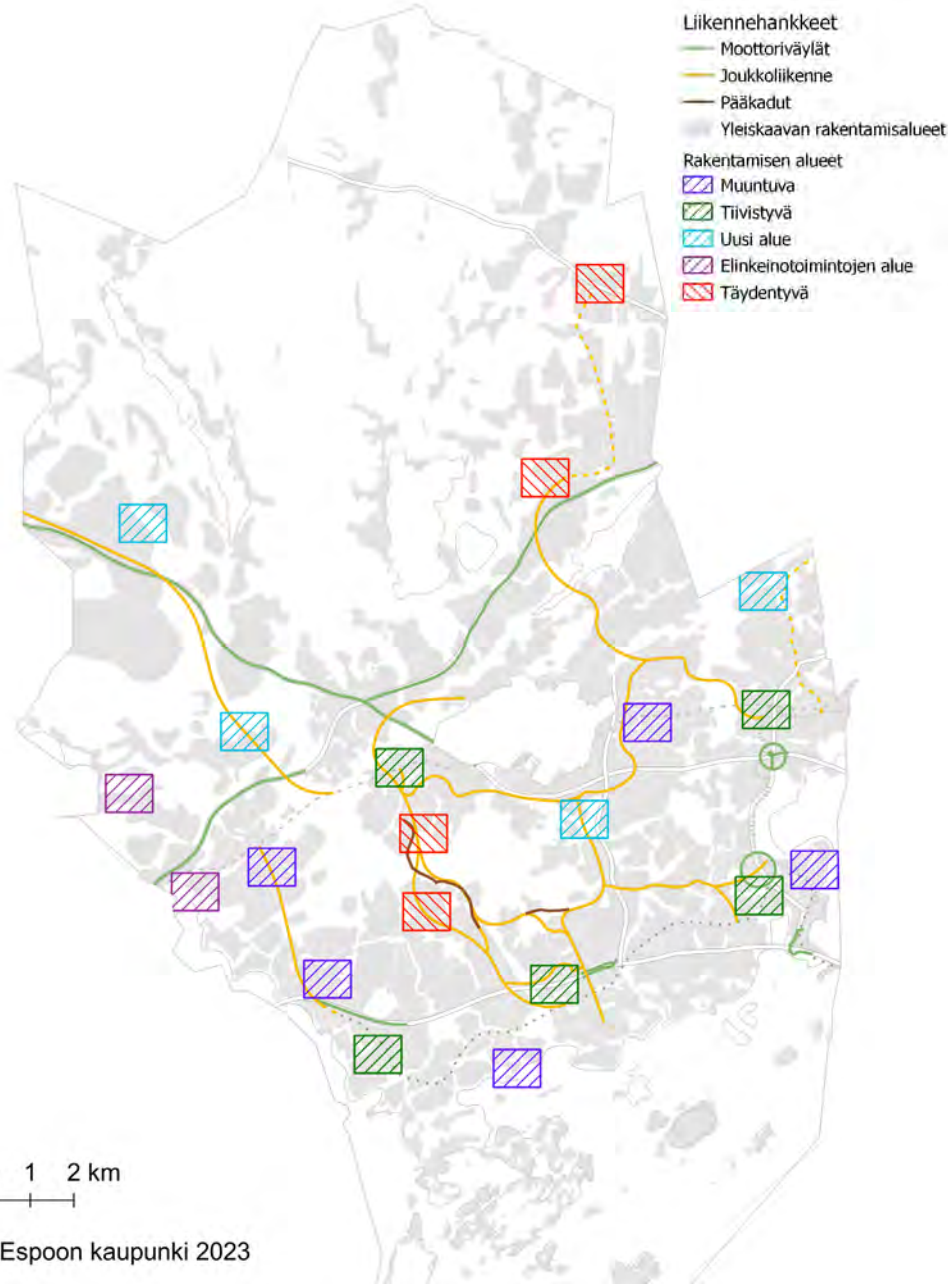 Liikennehankkeet
Moottoriväylät
Joukkoliikenne
Pääkadut
Yleiskaavan rakentamisalueet
Rakentamisen alueet
Muuntuva
Tiivistyvä
Uusi alue
Elinkeinotoimintojen alue
Täydentyvä
1 2 km
Espoon kaupunki 2023